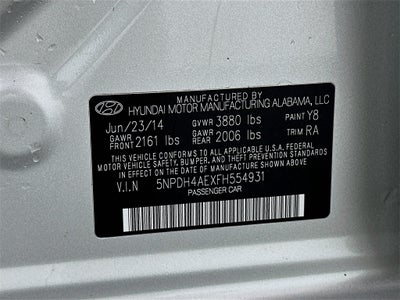 MANUFACTURED BY
HYUNDAI MOTOR MANUFACTURING ALABAMA, LLC
Jun/23/14 GVWR 3880 lbs PAINT Y8
GAWR FRONT 2161 lbs GAWR REAR 2006 lbs TRIM RA
THIS VEHICLE CONFORMS TO ALL APPLICABLE U.S.A. FEDERAL
MOTOR VEHICLE SAFETY, BUMPER, AND THEFT PREVENTION
STANDARDS IN EFFECT ON THE DATE OF MANUFACTURE SHOWN ABOVE.
V.I.N 5NPDH4AEXFH554931
PASSENGER CAR